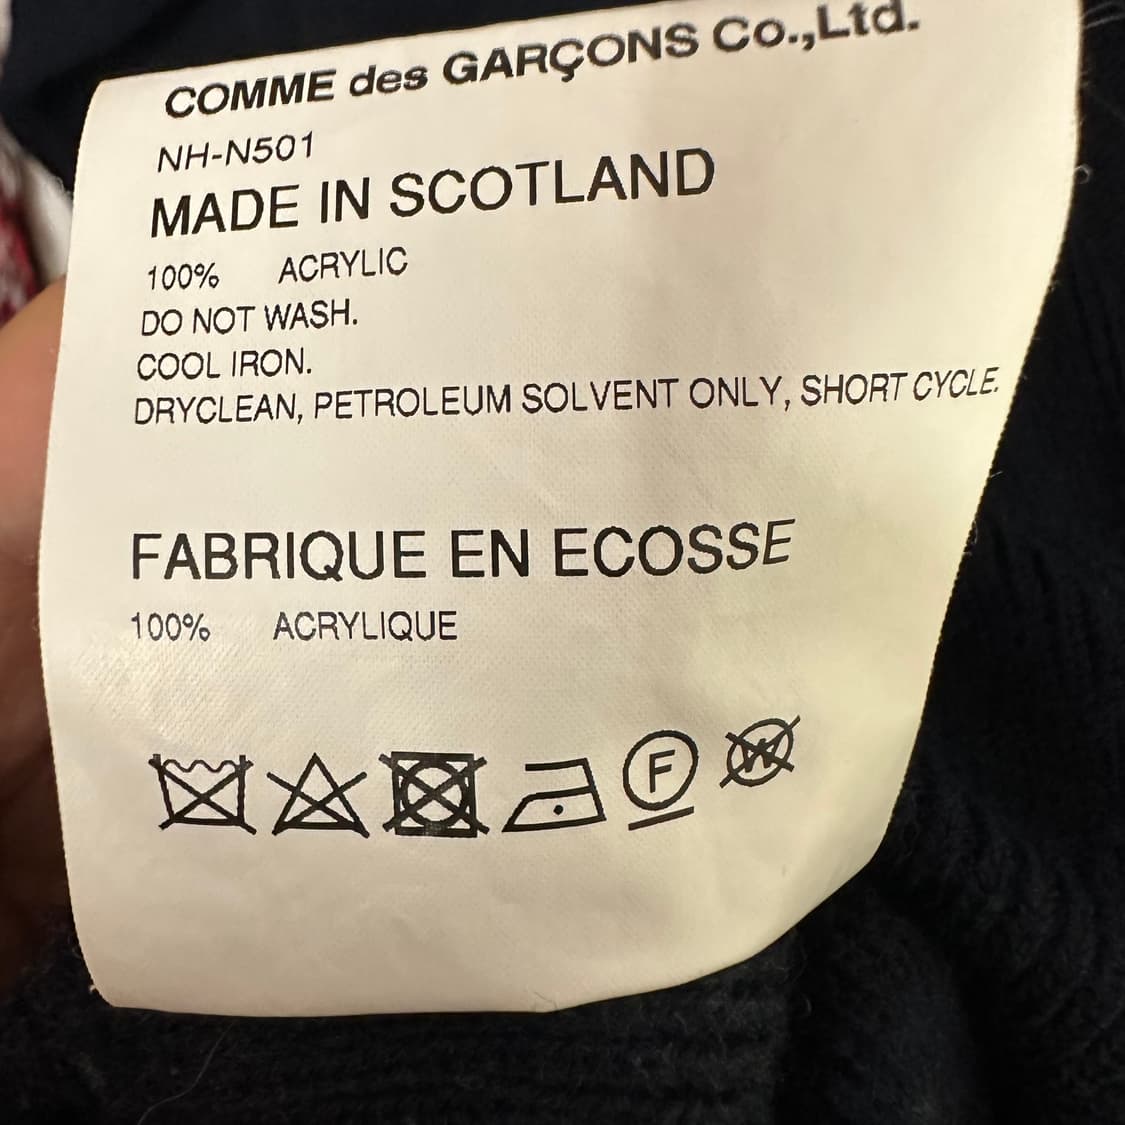 COMME des GARÇONS Co.,Ltd.
NH-N501
MADE IN SCOTLAND
100% ACRYLIC
DO NOT WASH.
COOL IRON.
DRYCLEAN, PETROLEUM SOLVENT ONLY, SHORT CYCLE.
FABRIQUE EN ECOSSE
100% ACRYLIQUE
F W